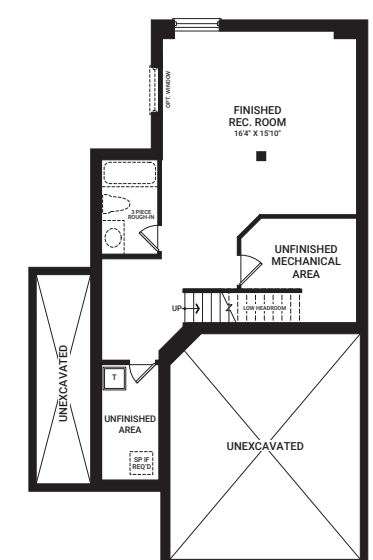 OPT. WINDOW
FINISHED
REC. ROOM
16'4" X 15'10"
3 PIECE
ROUGH-IN
UNFINISHED
MECHANICAL
AREA
UP
LOW HEADROOM
UNEXCAVATED
T
UNFINISHED
AREA
SP IF
REQ'D
UNEXCAVATED